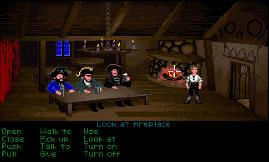 Look at fireplace
Open Walk to Use
Close Pick up Look at
Push Talk to Turn on
Pull Give Turn off